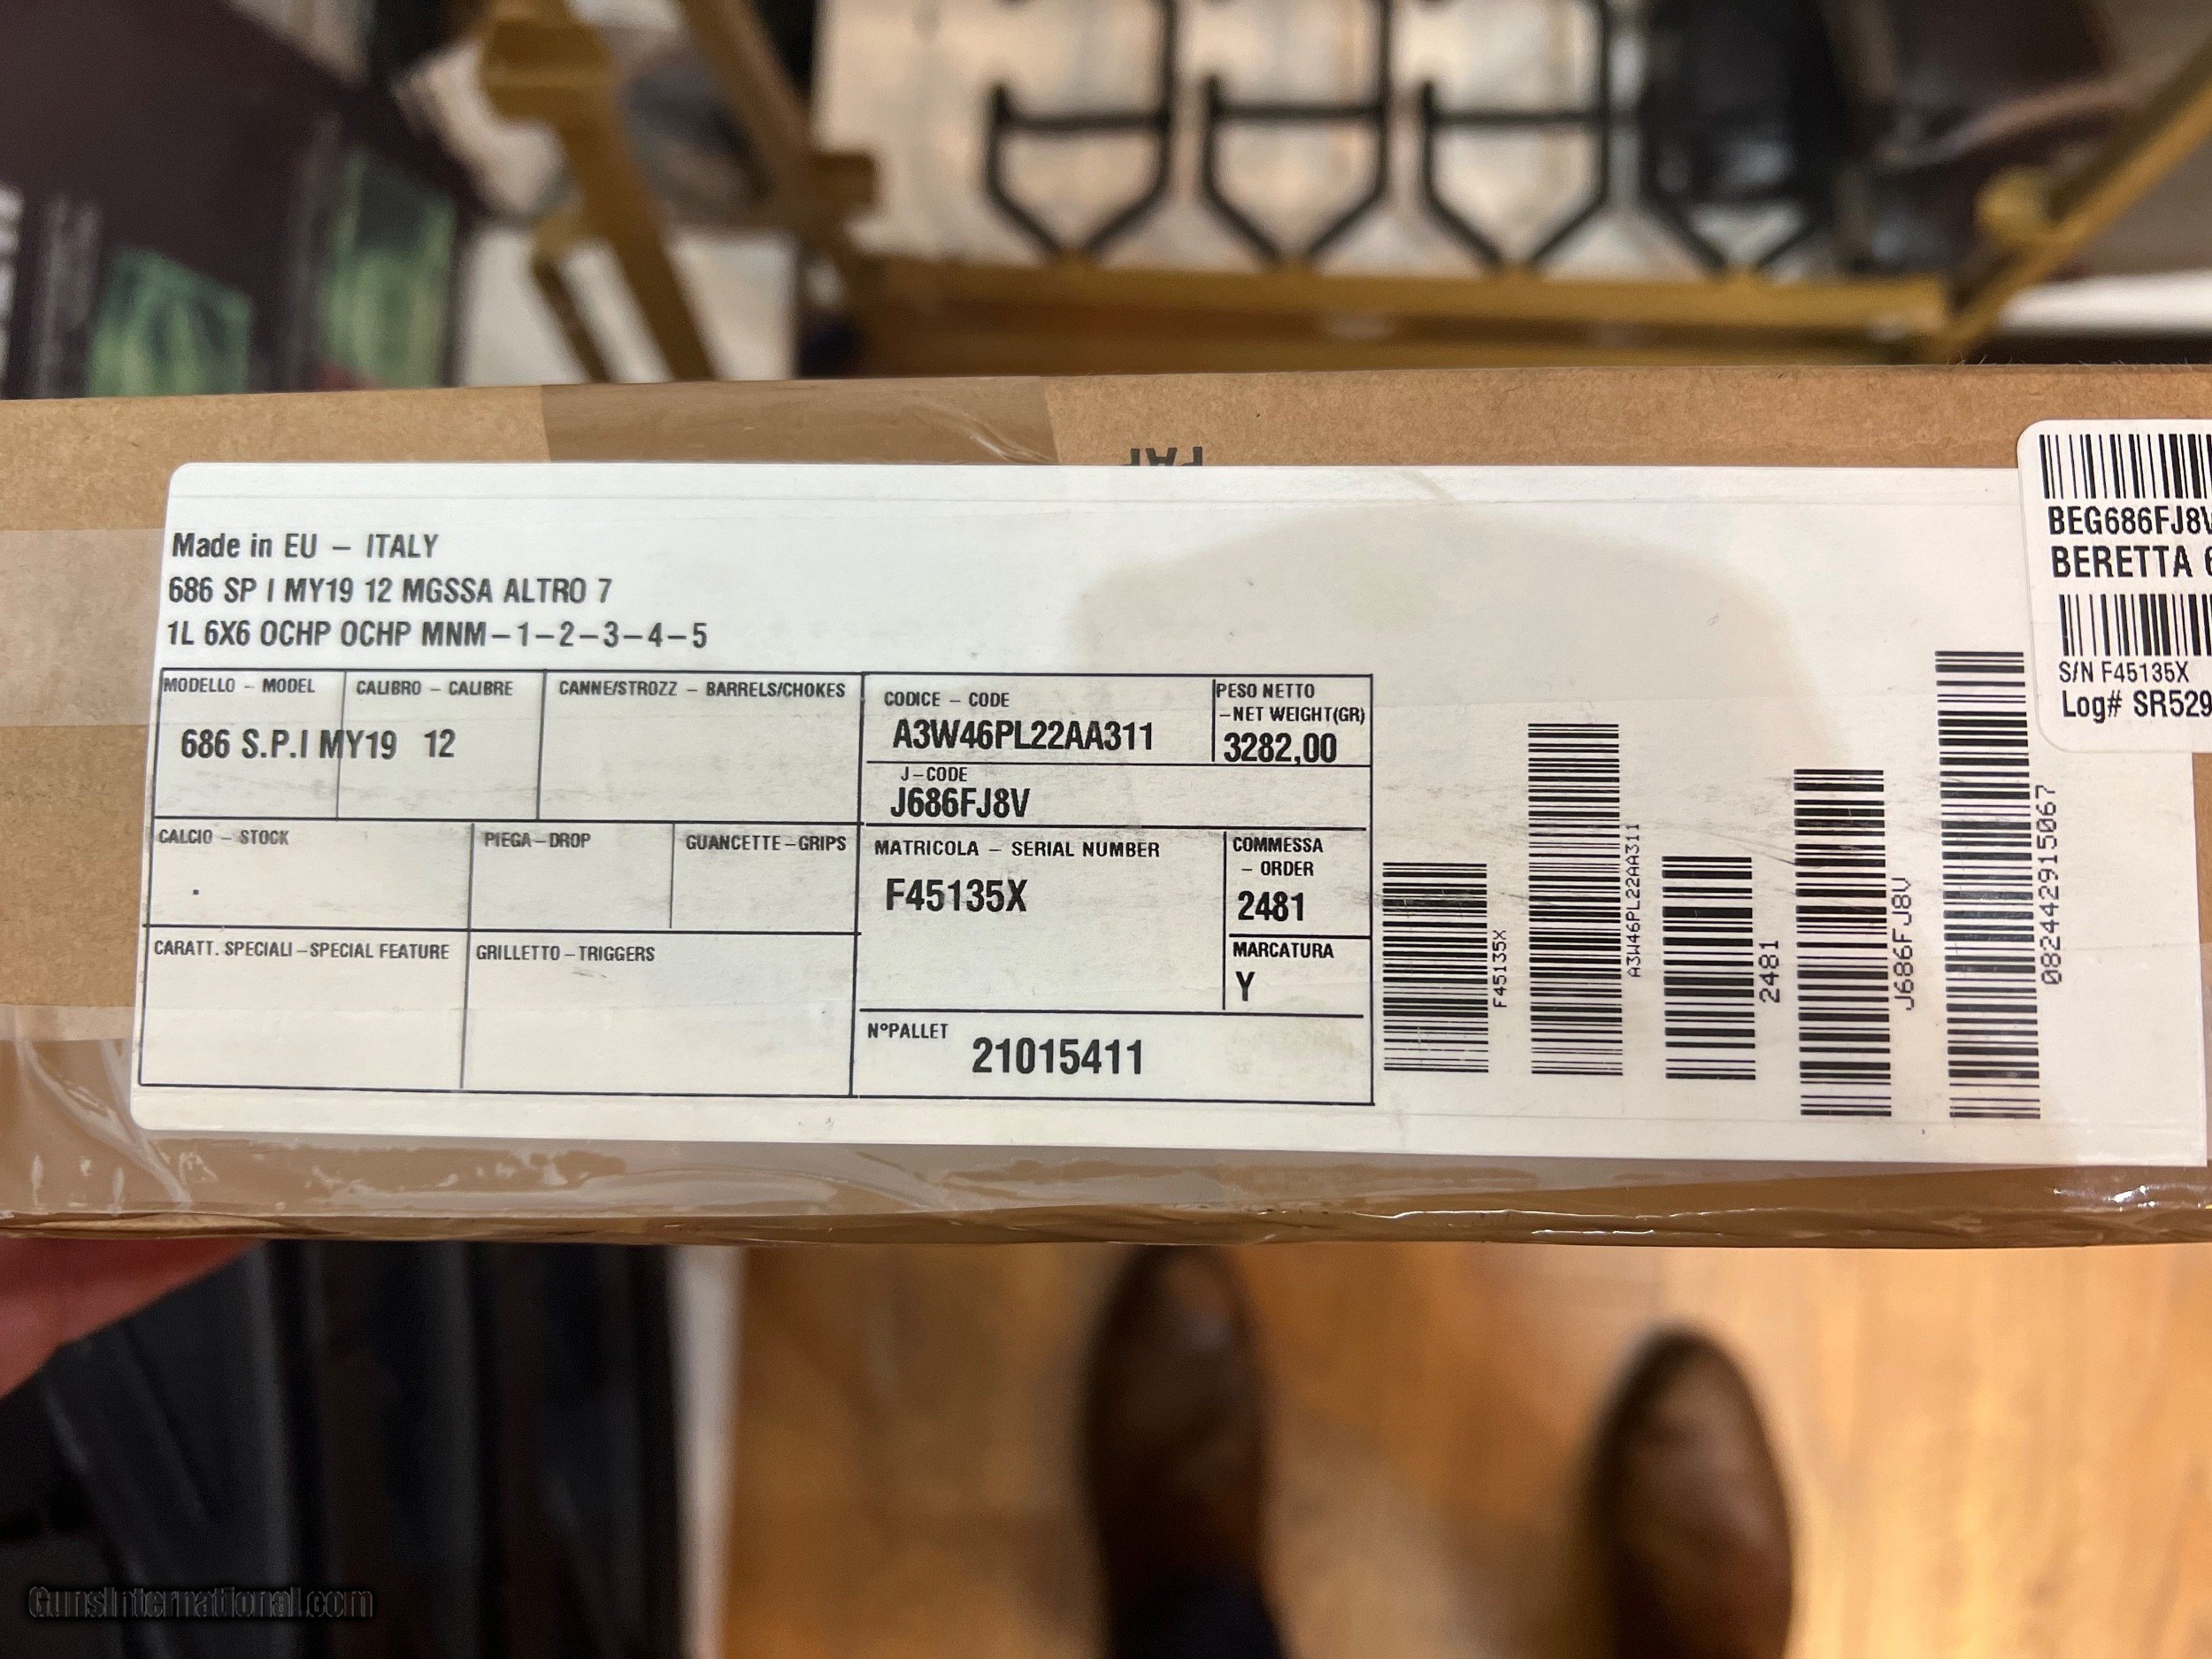 PAP
Made in EU – ITALY
686 SP I MY19 12 MGSSA ALTRO 7
1L 6X6 OCHP OCHP MNM–1–2–3–4–5
MODELLO – MODEL
686 S.P.I MY19
CALIBRO – CALIBRE
12
CANNE/STROZZ – BARRELS/CHOKES
CODICE – CODE
A3W46PL22AA311
PESO NETTO
–NET WEIGHT(GR)
3282,00
J–CODE
J686FJ8V
CALCIO – STOCK
.
PIEGA–DROP
GUANCETTE–GRIPS
MATRICOLA – SERIAL NUMBER
F45135X
COMMESSA
– ORDER
2481
MARCATURA
Y
CARATT. SPECIALI–SPECIAL FEATURE
GRILLETTO–TRIGGERS
N°PALLET
21015411
F45135X
A3W46PL22AA311
2481
J686FJ8V
082442915067
BEG686FJ8V
BERETTA 6
S/N F45135X
Log# SR529
GunsInternational.com